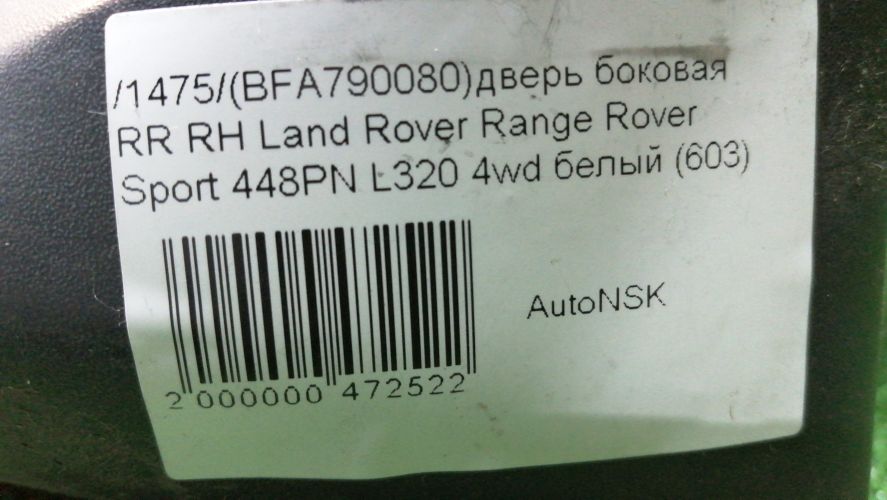 /1475/(BFA790080)дверь боковая
RR RH Land Rover Range Rover
Sport 448PN L320 4wd белый (603)
AutoNSK
2 000000 472522